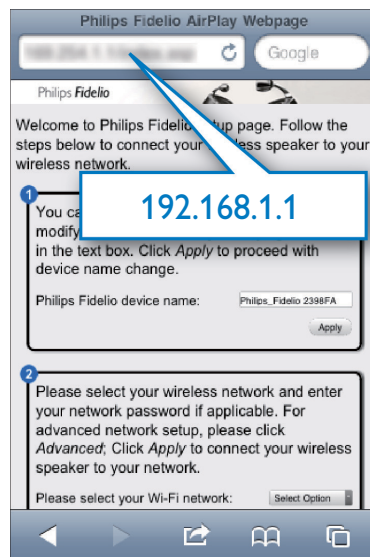 Philips Fidelio AirPlay Webpage
Google
Philips Fidelio
Welcome to Philips Fidelio setup page. Follow the
steps below to connect your wireless speaker to your
wireless network.
192.168.1.1
1
You ca
modify
in the text box. Click Apply to proceed with
device name change.
Philips Fidelio device name:
Philips_Fidelio 2398FA
Apply
2
Please select your wireless network and enter
your network password if applicable. For
advanced network setup, please click
Advanced; Click Apply to connect your wireless
speaker to your network.
Please select your Wi-Fi network:
Select Option